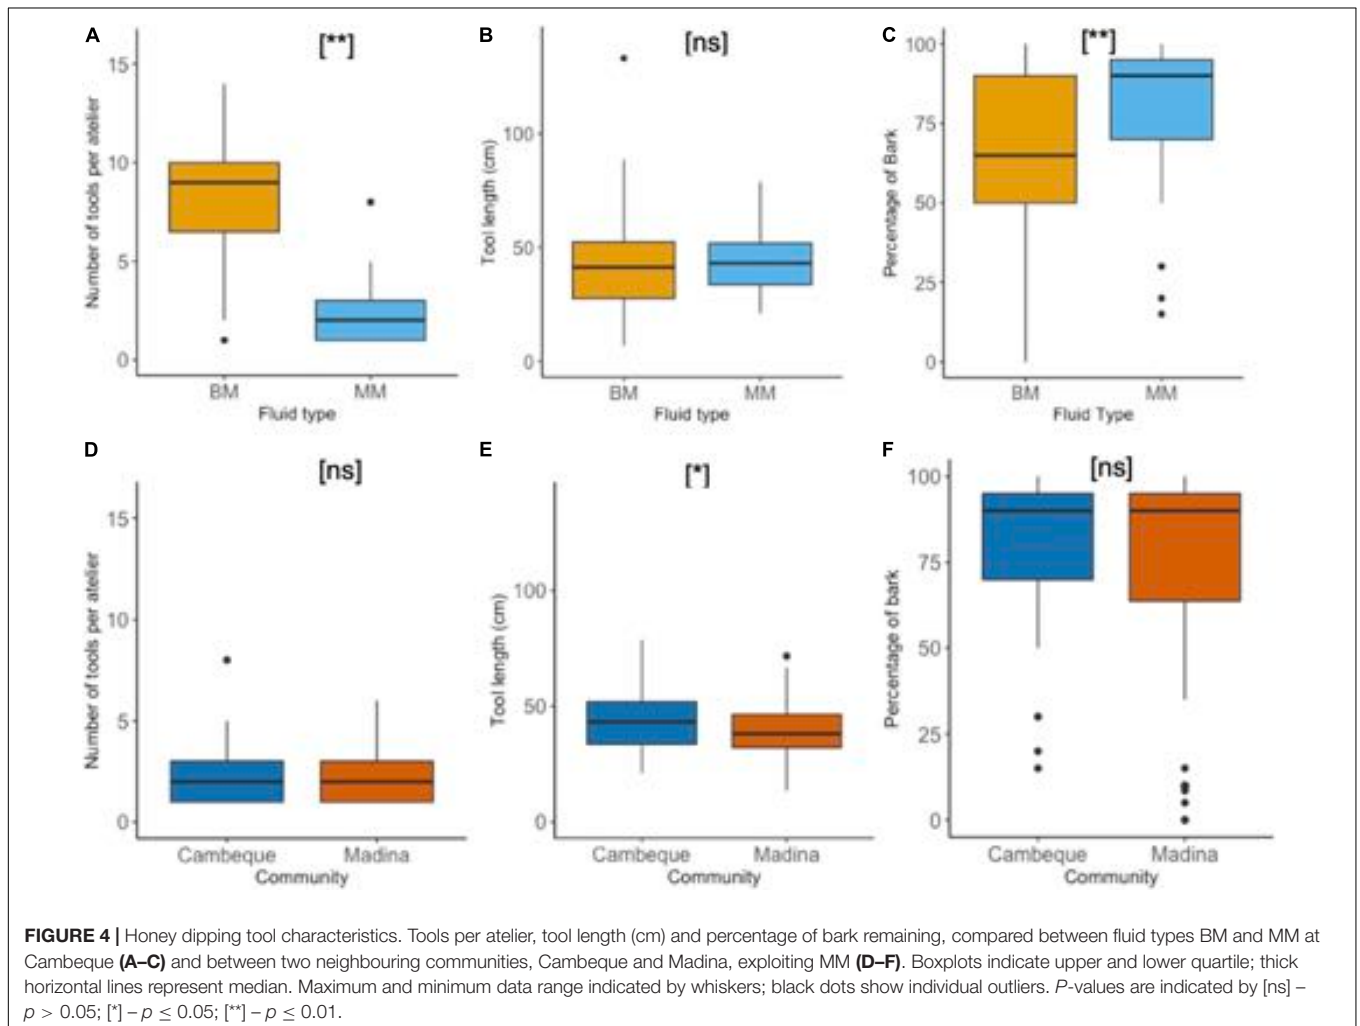 A
[**]
15
10
5
0
Number of tools per atelier
BM MM
Fluid type
B
[ns]
100
50
0
Tool length (cm)
BM MM
Fluid type
C
[**]
100
75
50
25
0
Percentage of Bark
BM MM
Fluid Type
D
[ns]
15
10
5
0
Number of tools per atelier
Cambeque Madina
Community
E
[*]
100
50
0
Tool length (cm)
Cambeque Madina
Community
F
[ns]
100
75
50
25
0
Percentage of bark
Cambeque Madina
Community
FIGURE 4 | Honey dipping tool characteristics. Tools per atelier, tool length (cm) and percentage of bark remaining, compared between fluid types BM and MM at
Cambeque (A–C) and between two neighbouring communities, Cambeque and Madina, exploiting MM (D–F). Boxplots indicate upper and lower quartile; thick
horizontal lines represent median. Maximum and minimum data range indicated by whiskers; black dots show individual outliers. P-values are indicated by [ns] –
p > 0.05; [*] – p ≤ 0.05; [**] – p ≤ 0.01.